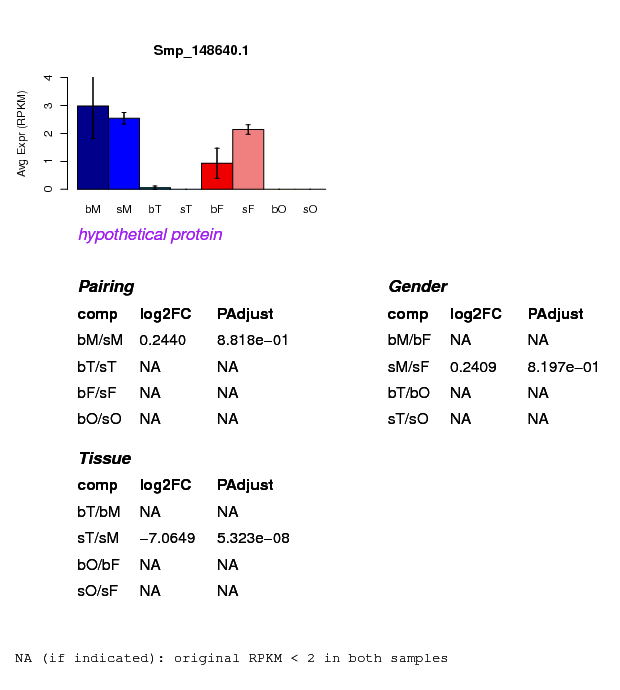 Smp_148640.1
Avg Expr (RPKM)
4
3
2
1
0
bM sM bT sT bF sF bO sO
hypothetical protein
Pairing
comp log2FC PAdjust
bM/sM 0.2440 8.818e−01
bT/sT NA NA
bF/sF NA NA
bO/sO NA NA
Gender
comp log2FC PAdjust
bM/bF NA NA
sM/sF 0.2409 8.197e−01
bT/bO NA NA
sT/sO NA NA
Tissue
comp log2FC PAdjust
bT/bM NA NA
sT/sM −7.0649 5.323e−08
bO/bF NA NA
sO/sF NA NA
NA (if indicated): original RPKM < 2 in both samples